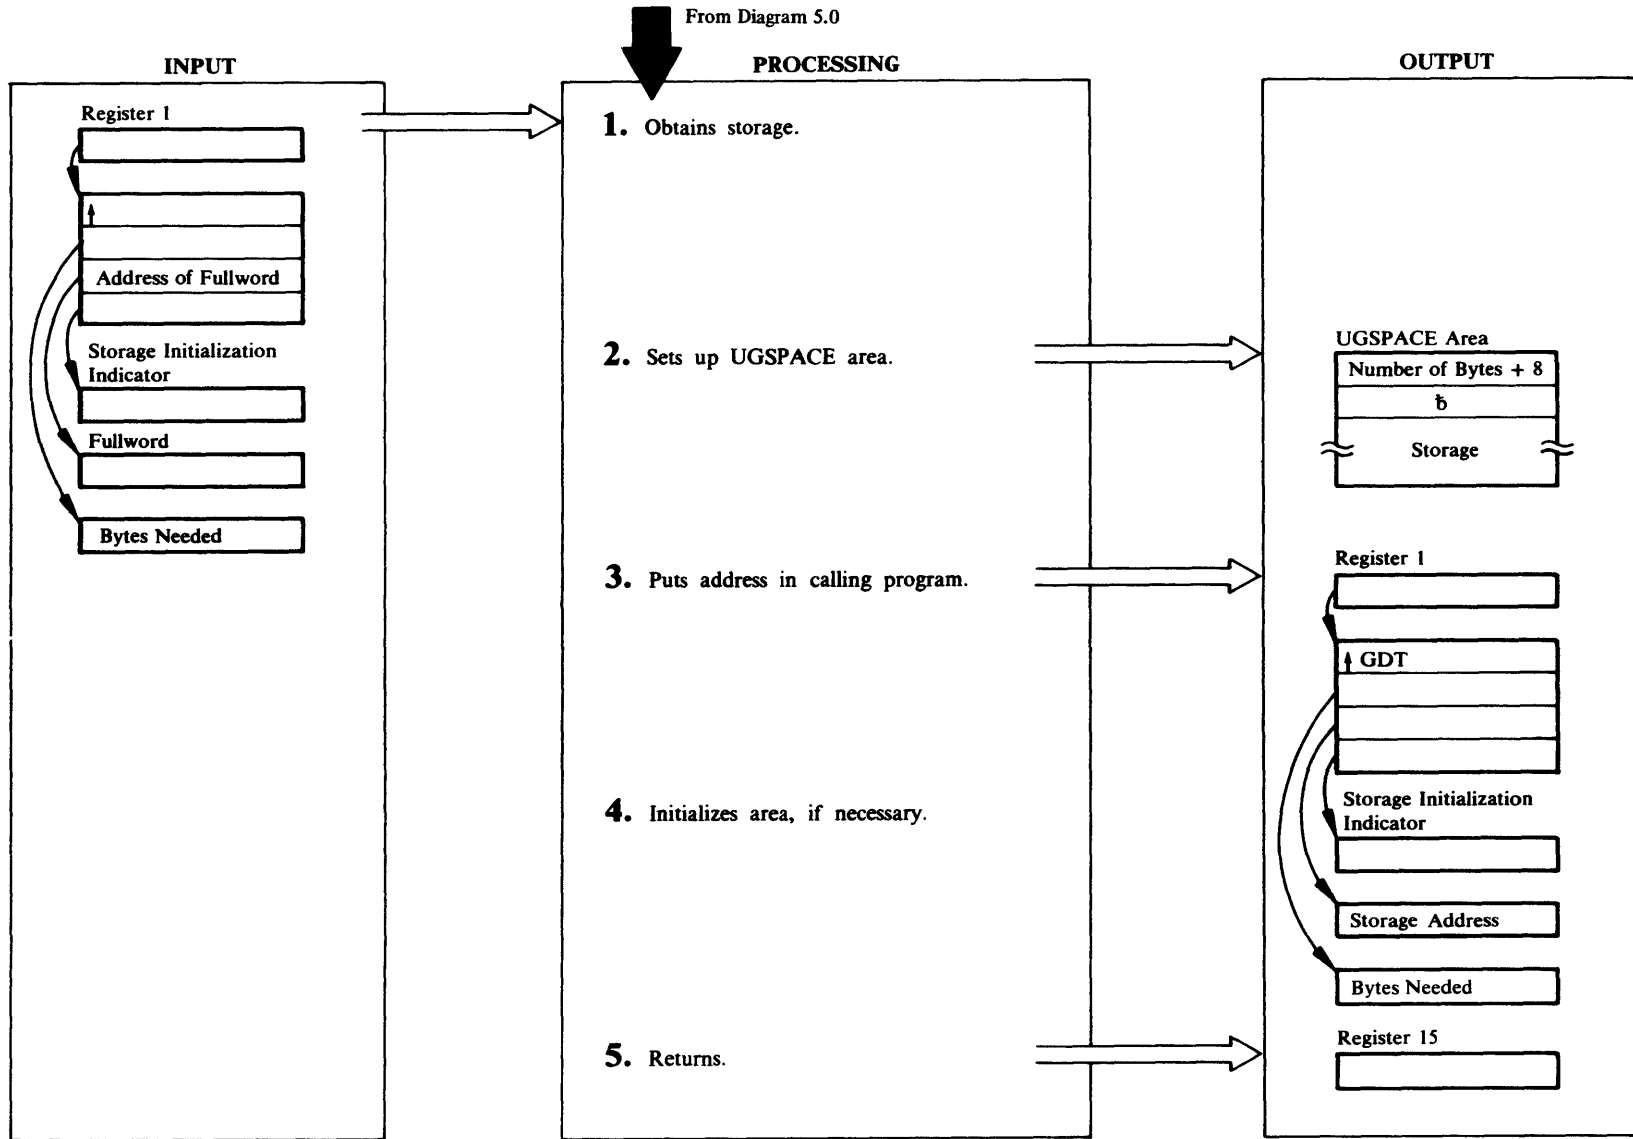 From Diagram 5.0
INPUT
Register 1
Address of Fullword
Storage Initialization
Indicator
Fullword
Bytes Needed
PROCESSING
1. Obtains storage.
2. Sets up UGSPACE area.
3. Puts address in calling program.
4. Initializes area, if necessary.
5. Returns.
OUTPUT
UGSPACE Area
Number of Bytes + 8
ƀ
Storage
Register 1
GDT
Storage Initialization
Indicator
Storage Address
Bytes Needed
Register 15